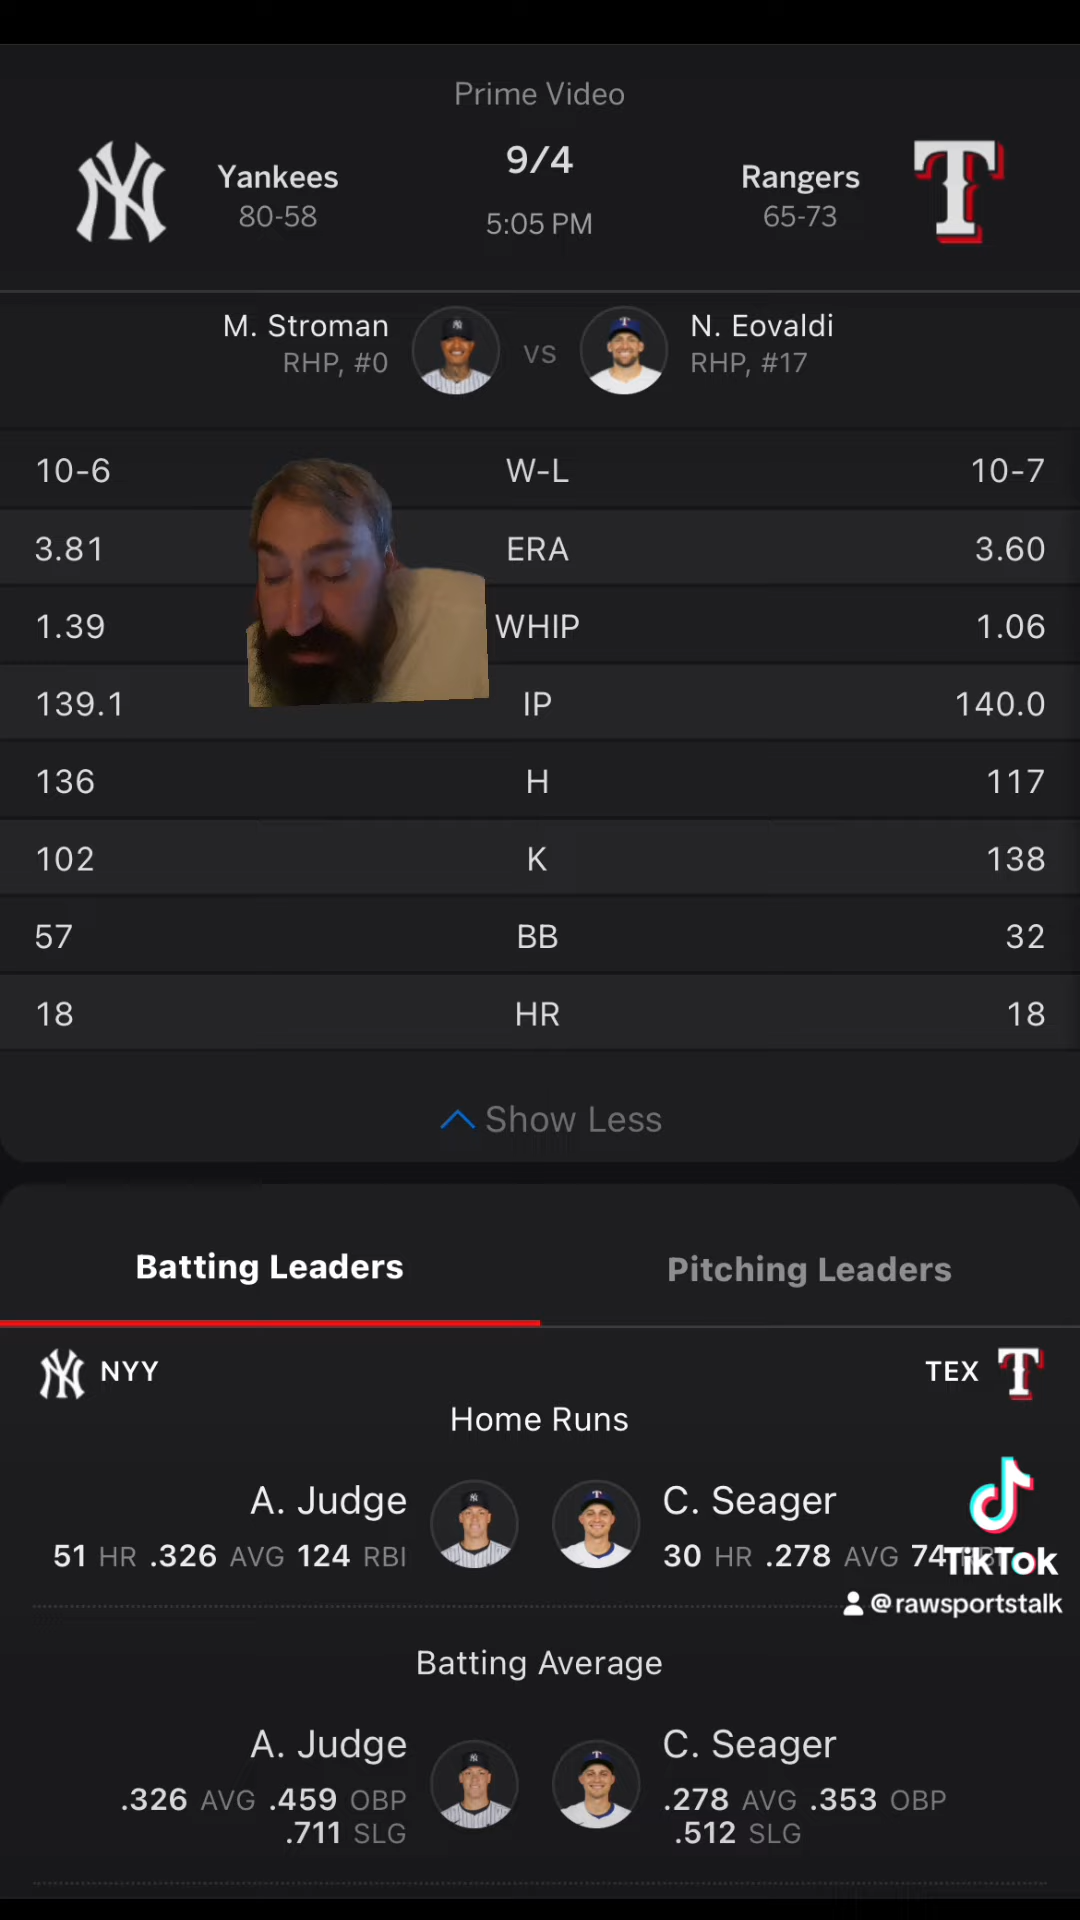 Prime Video
Yankees
80-58
9/4
5:05 PM
Rangers
65-73
M. Stroman
RHP, #0
vs
N. Eovaldi
RHP, #17
10-6 W-L 10-7
3.81 ERA 3.60
1.39 WHIP 1.06
139.1 IP 140.0
136 H 117
102 K 138
57 BB 32
18 HR 18
Show Less
Batting Leaders
Pitching Leaders
NYY
TEX
Home Runs
A. Judge
51 HR .326 AVG 124 RBI
C. Seager
30 HR .278 AVG 74
TikTok
@rawsportstalk
Batting Average
A. Judge
.326 AVG .459 OBP
.711 SLG
C. Seager
.278 AVG .353 OBP
.512 SLG